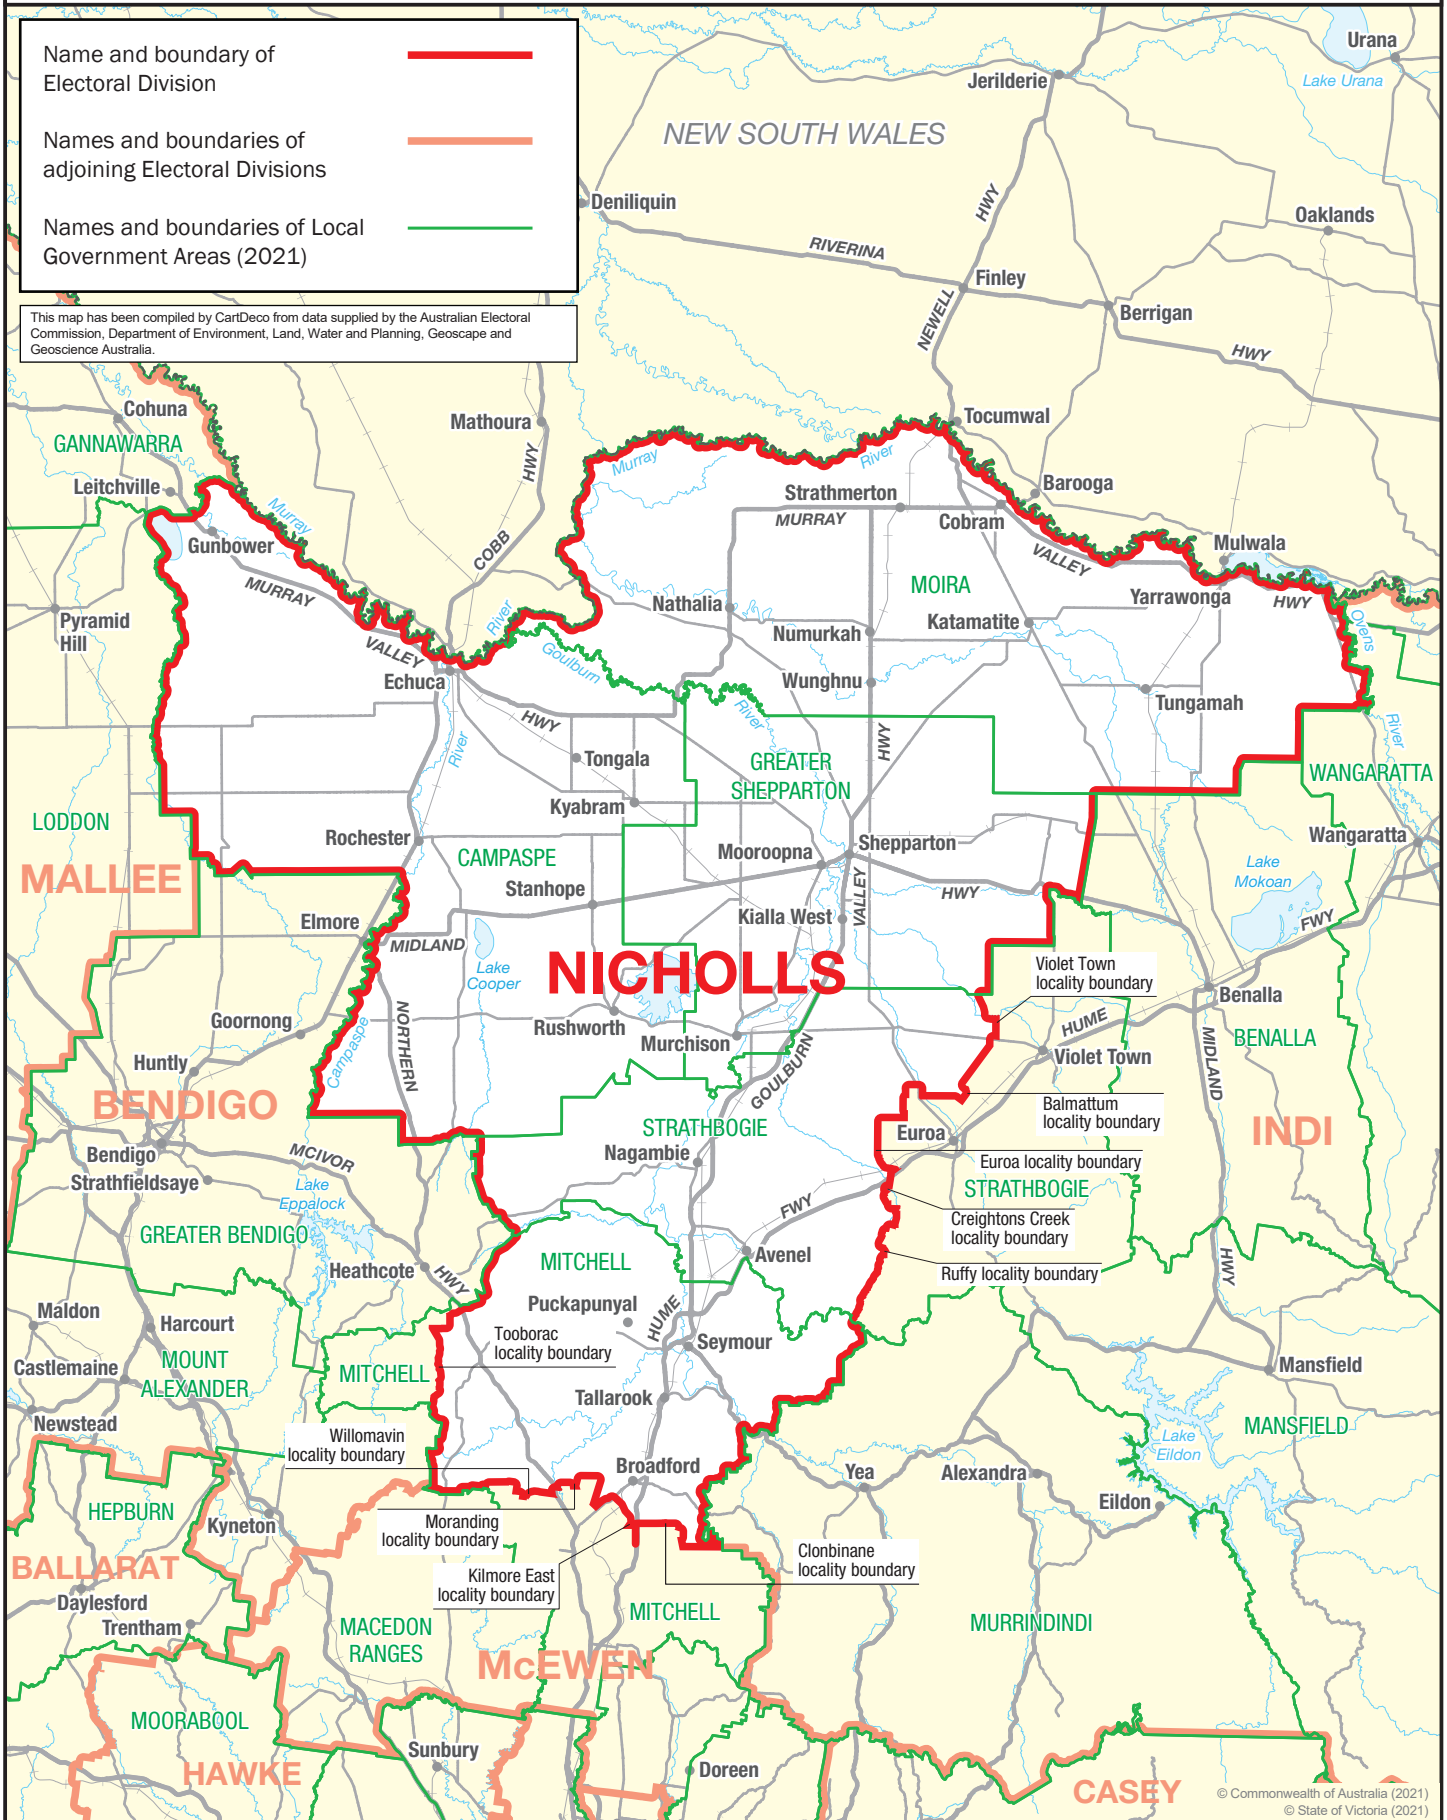 Name and boundary of
Electoral Division
Names and boundaries of
adjoining Electoral Divisions
Names and boundaries of Local
Government Areas (2021)
This map has been compiled by CartDeco from data supplied by the Australian Electoral
Commission, Department of Environment, Land, Water and Planning, Geoscape and
Geoscience Australia.
Urana
Lake Urana
Jerilderie
NEW SOUTH WALES
Deniliquin
HWY
Oaklands
RIVERINA
Finley
NEWELL
Berrigan
HWY
Cohuna
GANNAWARRA
Mathoura
HWY
Tocumwal
Murray
River
Leitchville
Strathmerton
Barooga
MURRAY
Cobram
Murray
Gunbower
COBB
VALLEY
Mulwala
MURRAY
MOIRA
Yarrawonga
HWY
Nathalia
Katamatite
Pyramid
Hill
River
Numurkah
Ovens
VALLEY
Goulburn
Echuca
Wunghnu
Tungamah
River
HWY
River
HWY
River
Tongala
GREATER
SHEPPARTON
WANGARATTA
Kyabram
LODDON
Rochester
CAMPASPE
Mooroopna
Shepparton
Wangaratta
MALLEE
Stanhope
HWY
Lake
Mokoan
Elmore
Kialla West
VALLEY
FWY
MIDLAND
NICHOLLS
Lake
Cooper
Violet Town
locality boundary
Benalla
Goornong
NORTHERN
Rushworth
HUME
Murchison
BENALLA
Huntly
Campaspe
Violet Town
MIDLAND
BENDIGO
GOULBURN
Balmattum
locality boundary
STRATHBOGIE
Euroa
INDI
Bendigo
MCIVOR
Nagambie
Euroa locality boundary
Strathfieldsaye
Lake
Eppalock
STRATHBOGIE
FWY
Creightons Creek
locality boundary
GREATER BENDIGO
MITCHELL
Avenel
Heathcote
HWY
Ruffy locality boundary
HWY
Maldon
Harcourt
Puckapunyal
HUME
Tooborac
locality boundary
Seymour
Castlemaine
MOUNT
ALEXANDER
MITCHELL
Mansfield
Tallarook
Newstead
Willomavin
locality boundary
MANSFIELD
Lake
Eildon
Broadford
Yea
Alexandra
Eildon
HEPBURN
Kyneton
Moranding
locality boundary
Clonbinane
locality boundary
BALLARAT
Kilmore East
locality boundary
Daylesford
Trentham
MACEDON
RANGES
MITCHELL
MURRINDINDI
McEWEN
MOORABOOL
Sunbury
HAWKE
Doreen
CASEY
© Commonwealth of Australia (2021)
© State of Victoria (2021)